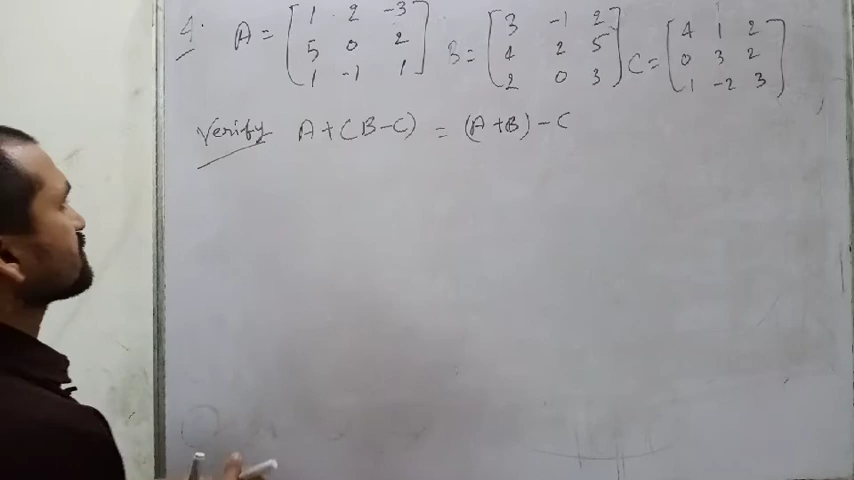 4. A = [1 2 -3 B = [3 -1 2 C = [4 1 2
5 0 2 4 2 5 0 3 2
1 -1 1] 2 0 3] 1 -2 3]
Verify A+(B-C) = (A+B)-C